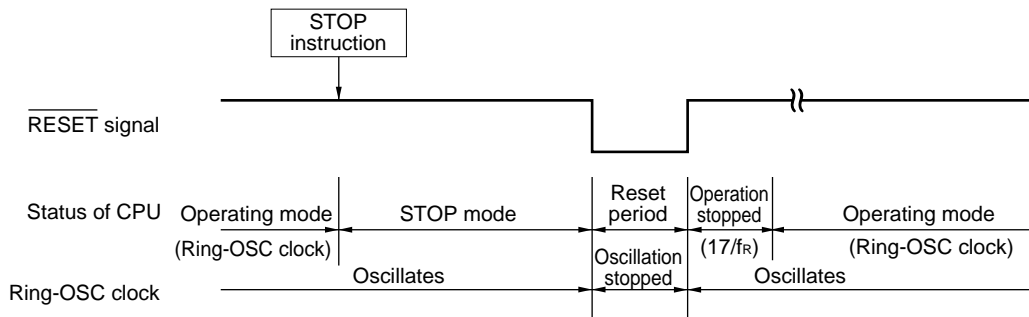 STOP
instruction
RESET signal
Status of CPU
Operating mode
(Ring-OSC clock)
STOP mode
Reset
period
Operation
stopped
(17/fR)
Operating mode
(Ring-OSC clock)
Ring-OSC clock
Oscillates
Oscillation
stopped
Oscillates